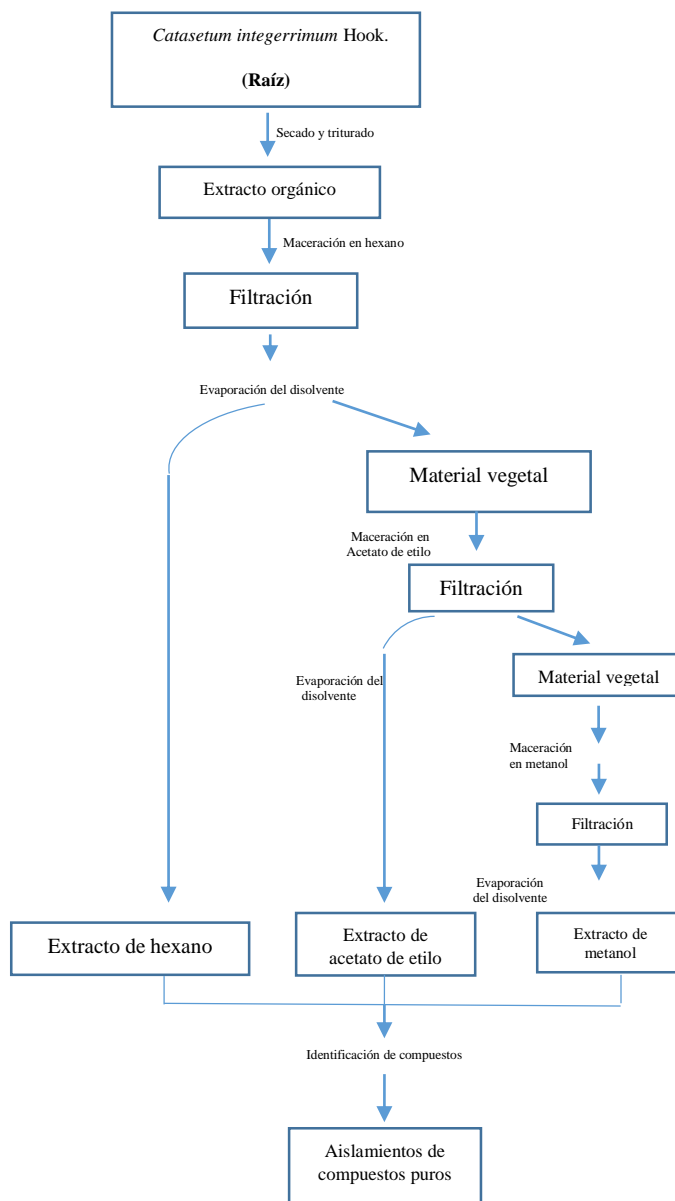 Catasetum integerrimum Hook.
(Raíz)
Secado y triturado
Extracto orgánico
Maceración en hexano
Filtración
Evaporación del disolvente
Material vegetal
Maceración en
Acetato de etilo
Filtración
Evaporación del
disolvente
Material vegetal
Maceración
en metanol
Filtración
Evaporación
del disolvente
Extracto de hexano
Extracto de
acetato de etilo
Extracto de
metanol
Identificación de compuestos
Aislamientos de
compuestos puros